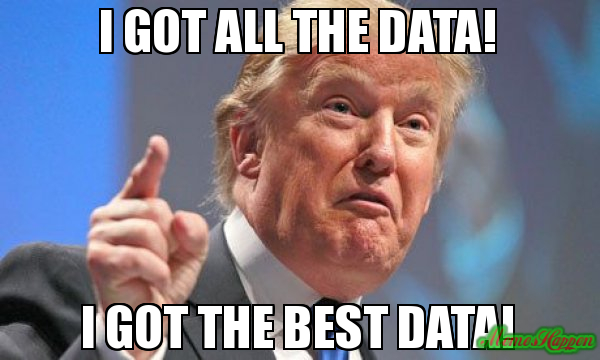 I GOT ALL THE DATA!
I GOT THE BEST DATA!
MemesHappen